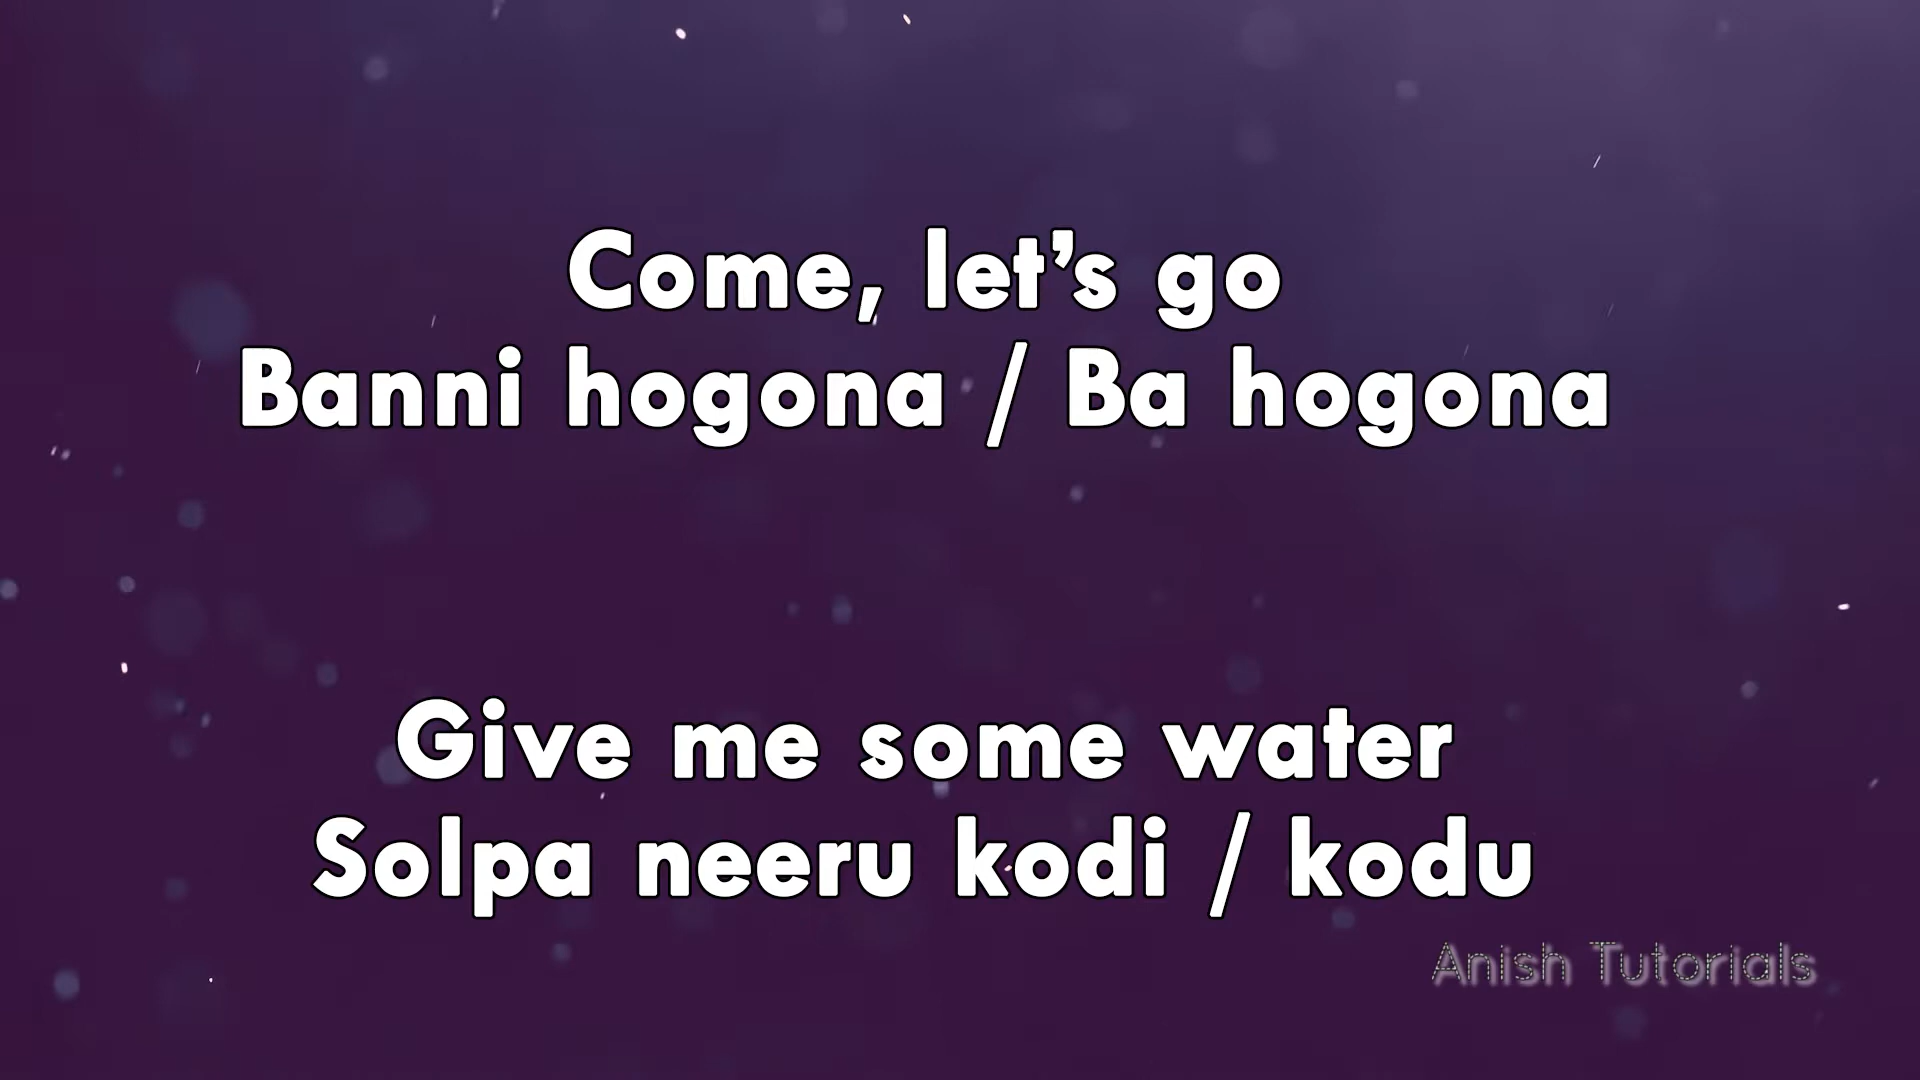 Come, let’s go
Banni hogona / Ba hogona
Give me some water
Solpa neeru kodi / kodu
Anish Tutorials